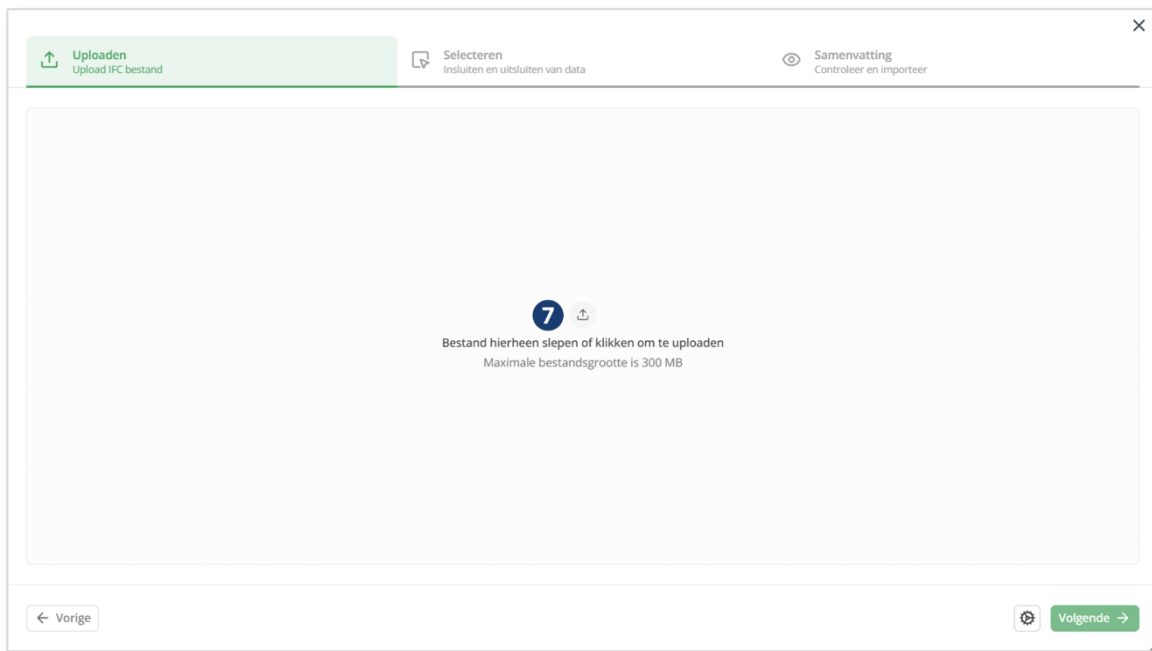 Uploaden
Upload IFC bestand
Selecteren
Insluiten en uitsluiten van data
Samenvatting
Controleer en importeer
7
Bestand hierheen slepen of klikken om te uploaden
Maximale bestandsgrootte is 300 MB
Vorige
Volgende